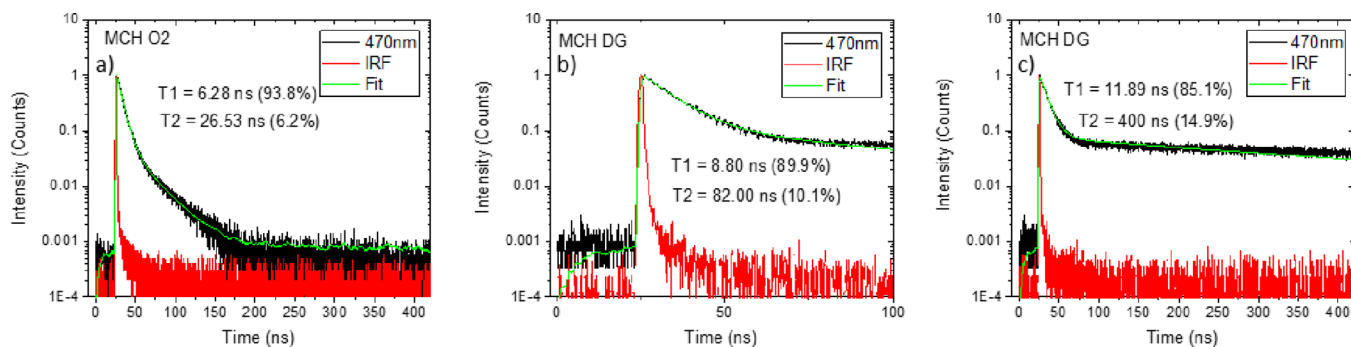 MCH O2
a)
470nm
IRF
Fit
T1 = 6.28 ns (93.8%)
T2 = 26.53 ns (6.2%)
Intensity (Counts)
10
1
0.1
0.01
0.001
1E-4
0 50 100 150 200 250 300 350 400
Time (ns)
MCH DG
b)
470nm
IRF
Fit
T1 = 8.80 ns (89.9%)
T2 = 82.00 ns (10.1%)
Intensity (Counts)
10
1
0.1
0.01
0.001
1E-4
0 50 100
Time (ns)
MCH DG
c)
470nm
IRF
Fit
T1 = 11.89 ns (85.1%)
T2 = 400 ns (14.9%)
Intensity (Counts)
10
1
0.1
0.01
0.001
1E-4
0 50 100 150 200 250 300 350 400
Time (ns)